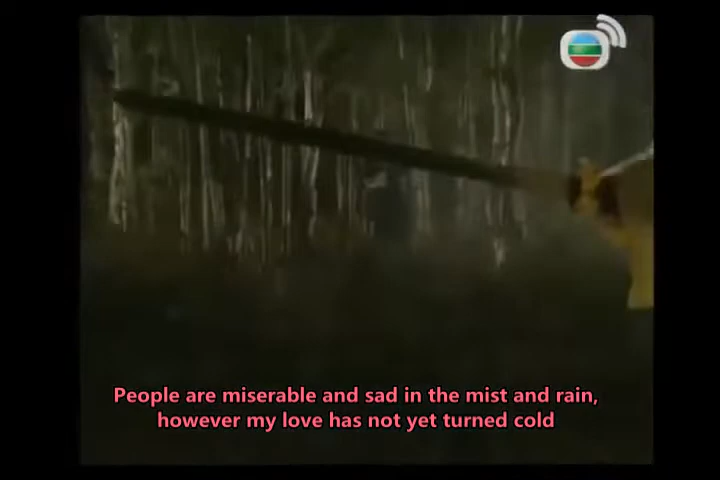 People are miserable and sad in the mist and rain,
however my love has not yet turned cold